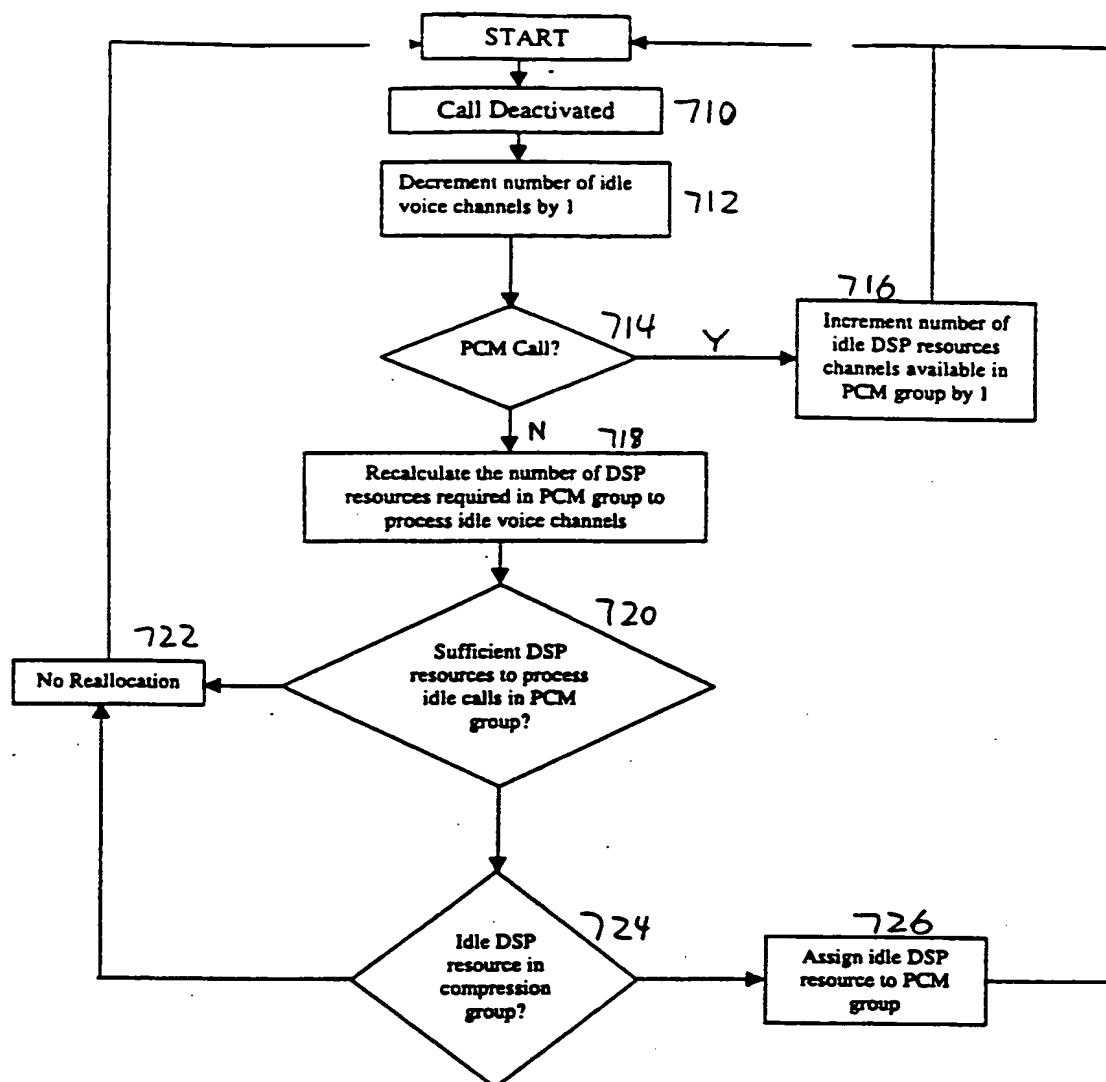 START
Call Deactivated
710
Decrement number of idle
voice channels by 1
712
PCM Call?
714
Y
716
Increment number of
idle DSP resources
channels available in
PCM group by 1
N
718
Recalculate the number of DSP
resources required in PCM group to
process idle voice channels
720
Sufficient DSP
resources to process
idle calls in PCM
group?
722
No Reallocation
724
Idle DSP
resource in
compression
group?
726
Assign idle DSP
resource to PCM
group